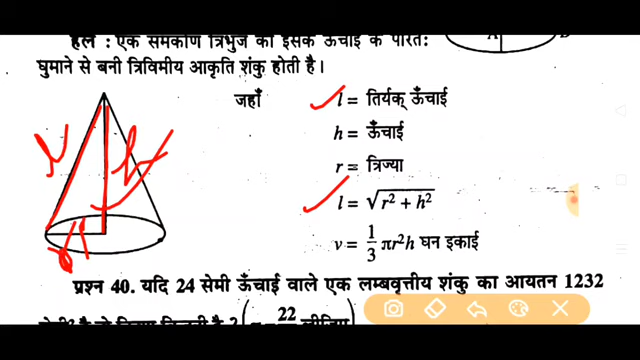 हल : एक समकोण त्रिभुज को इसके ऊँचाई के परितः
घुमाने से बनी त्रिविमीय आकृति शंकु होती है।
जहाँ l = तिर्यक् ऊँचाई
h = ऊँचाई
r = त्रिज्या
l = √r² + h²
v = 1/3 πr²h घन इकाई
प्रश्न 40. यदि 24 सेमी ऊँचाई वाले एक लम्बवृत्तीय शंकु का आयतन 1232
22
लीजिए
A
h